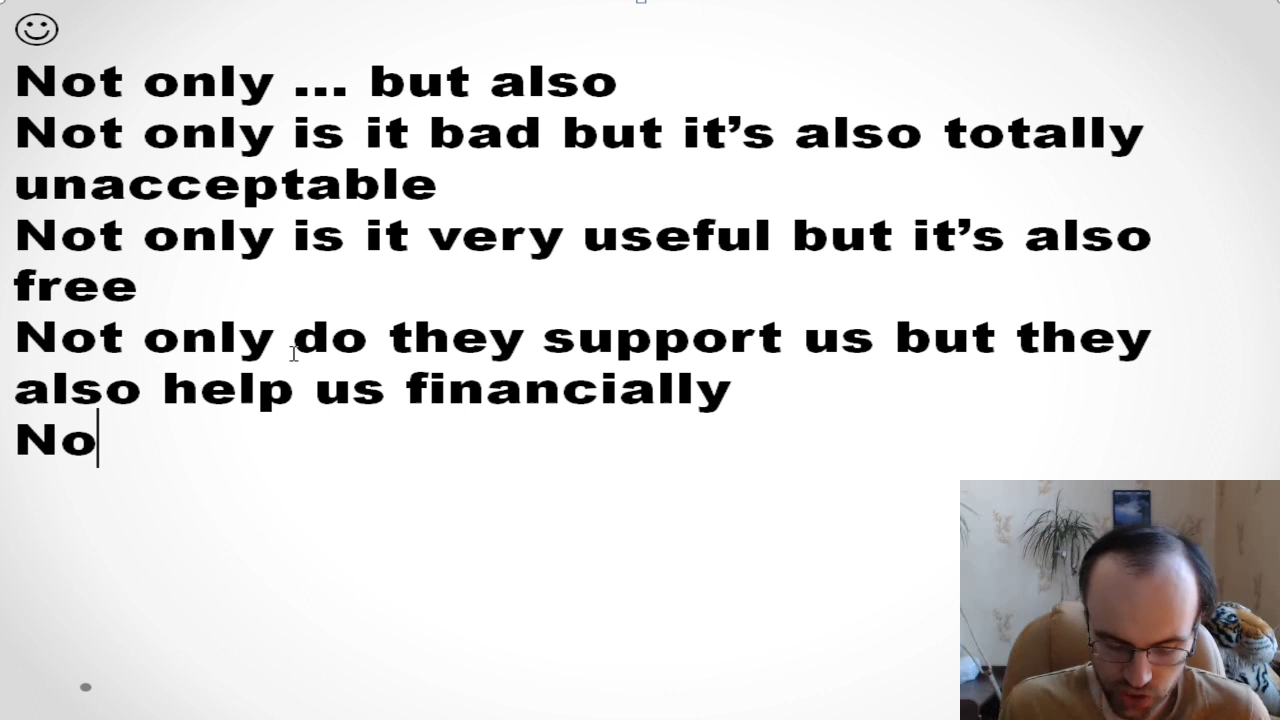 Not only ... but also
Not only is it bad but it’s also totally
unacceptable
Not only is it very useful but it’s also
free
Not only do they support us but they
also help us financially
No